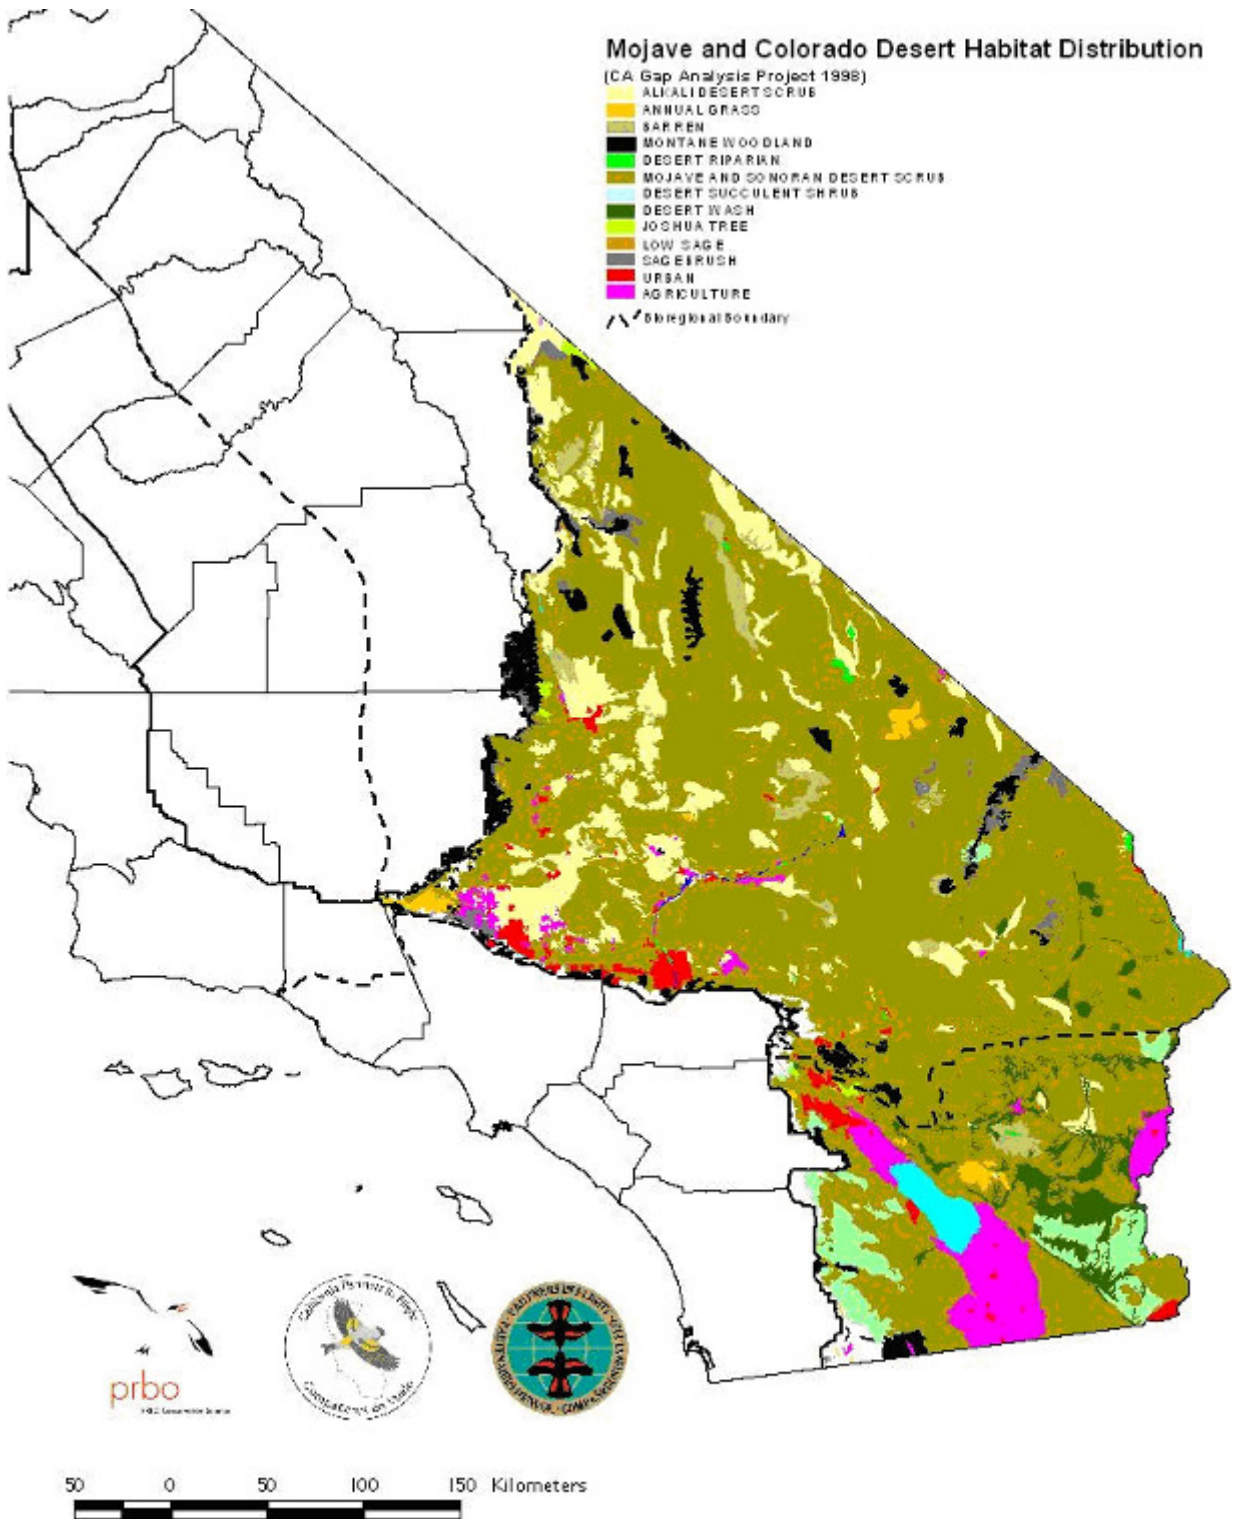 Mojave and Colorado Desert Habitat Distribution
(CA Gap Analysis Project 1998)
ALKALI DESERT SCRUB
ANNUAL GRASS
BARREN
MONTANE WOODLAND
DESERT RIPARIAN
MOJAVE AND SONORAN DESERT SCRUB
DESERT SUCCULENT SHRUB
DESERT WASH
JOSHUA TREE
LOW SAGE
SAGEBRUSH
URBAN
AGRICULTURE
Bioregional Boundary
prbo
50 0 50 100 150 Kilometers